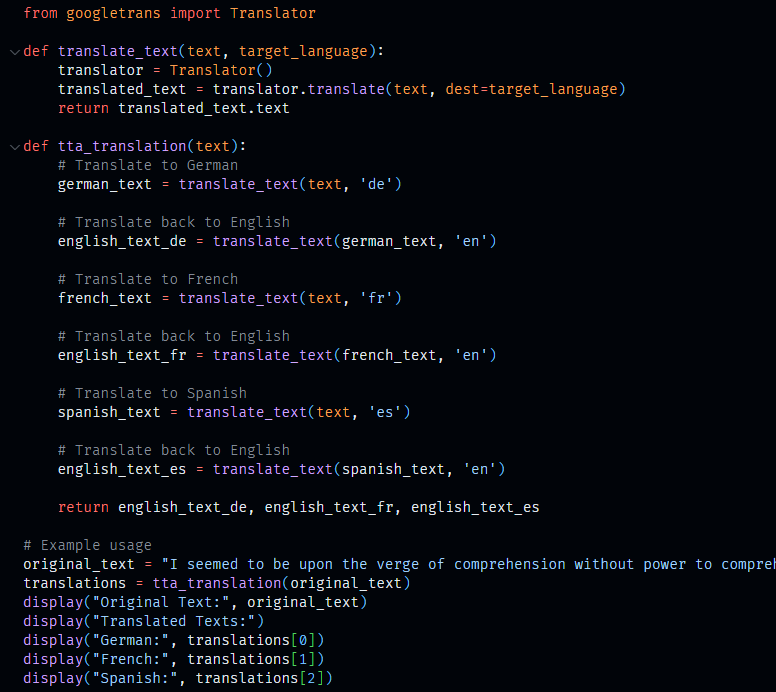 from googletrans import Translator
def translate_text(text, target_language):
translator = Translator()
translated_text = translator.translate(text, dest=target_language)
return translated_text.text
def tta_translation(text):
# Translate to German
german_text = translate_text(text, 'de')
# Translate back to English
english_text_de = translate_text(german_text, 'en')
# Translate to French
french_text = translate_text(text, 'fr')
# Translate back to English
english_text_fr = translate_text(french_text, 'en')
# Translate to Spanish
spanish_text = translate_text(text, 'es')
# Translate back to English
english_text_es = translate_text(spanish_text, 'en')
return english_text_de, english_text_fr, english_text_es
# Example usage
original_text = "I seemed to be upon the verge of comprehension without power to
translations = tta_translation(original_text)
display("Original Text:", original_text)
display("Translated Texts:")
display("German:", translations[0])
display("French:", translations[1])
display("Spanish:", translations[2])